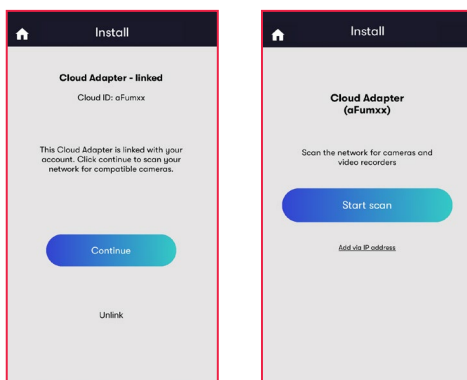 Install
Cloud Adapter - linked
Cloud ID: aFumxx
This Cloud Adapter is linked with your
account. Click continue to scan your
network for compatible cameras.
Continue
Unlink
Install
Cloud Adapter
(aFumxx)
Scan the network for cameras and
video recorders
Start scan
Add via IP address